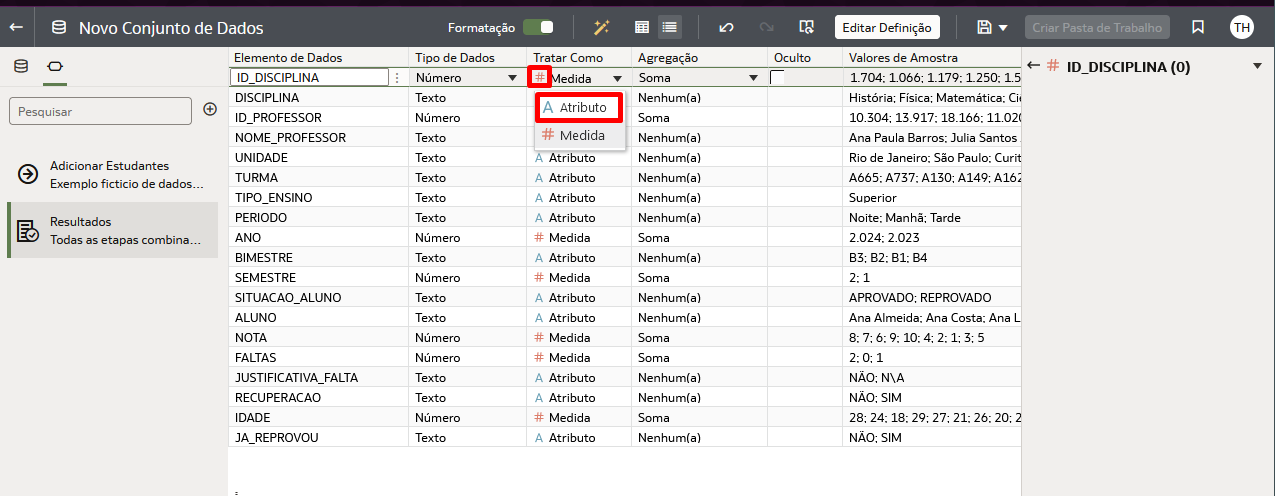 Novo Conjunto de Dados Formatação Editar Definição Criar Pasta de Trabalho TH
Pesquisar
Adicionar Estudantes
Exemplo ficticio de dados...
Resultados
Todas as etapas combina...
Elemento de Dados Tipo de Dados Tratar Como Agregação Oculto Valores de Amostra
ID_DISCIPLINA Número # Medida Soma 1.704; 1.066; 1.179; 1.250; 1.5
A Atributo
# Medida
DISCIPLINA Texto Nenhum(a) História; Física; Matemática; Cie
ID_PROFESSOR Número Soma 10.304; 13.917; 18.166; 11.020
NOME_PROFESSOR Texto Nenhum(a) Ana Paula Barros; Julia Santos
UNIDADE Texto A Atributo Nenhum(a) Rio de Janeiro; São Paulo; Curit
TURMA Texto A Atributo Nenhum(a) A665; A737; A130; A149; A162
TIPO_ENSINO Texto A Atributo Nenhum(a) Superior
PERIODO Texto A Atributo Nenhum(a) Noite; Manhã; Tarde
ANO Número # Medida Soma 2.024; 2.023
BIMESTRE Texto A Atributo Nenhum(a) B3; B2; B1; B4
SEMESTRE Número # Medida Soma 2; 1
SITUACAO_ALUNO Texto A Atributo Nenhum(a) APROVADO; REPROVADO
ALUNO Texto A Atributo Nenhum(a) Ana Almeida; Ana Costa; Ana L
NOTA Número # Medida Soma 8; 7; 6; 9; 10; 4; 2; 1; 3; 5
FALTAS Número # Medida Soma 2; 0; 1
JUSTIFICATIVA_FALTA Texto A Atributo Nenhum(a) NÃO; N\A
RECUPERACAO Texto A Atributo Nenhum(a) NÃO; SIM
IDADE Número # Medida Soma 28; 24; 18; 29; 27; 21; 26; 20; 2
JA_REPROVOU Texto A Atributo Nenhum(a) NÃO; SIM
# ID_DISCIPLINA (0)